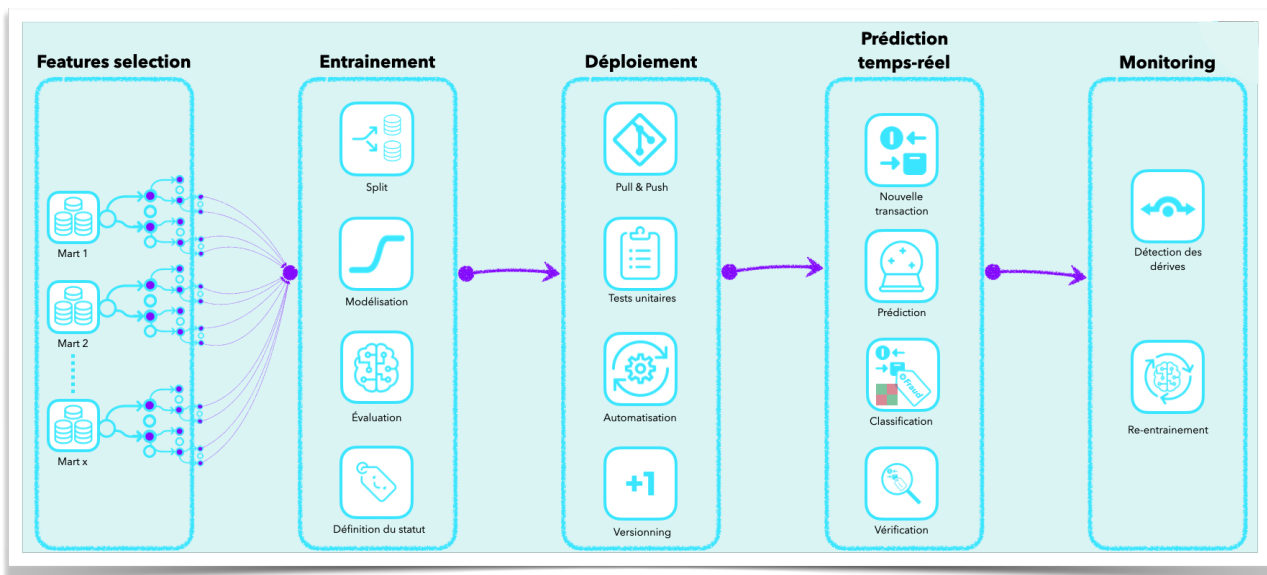 Features selection
Mart 1
Mart 2
Mart x
Entrainement
Split
Modélisation
Évaluation
Définition du statut
Déploiement
Pull & Push
Tests unitaires
Automatisation
+1
Versionning
Prédiction
temps-réel
Nouvelle
transaction
Prédiction
fraud
Classification
Vérification
Monitoring
Détection des
dérives
Re-entrainement